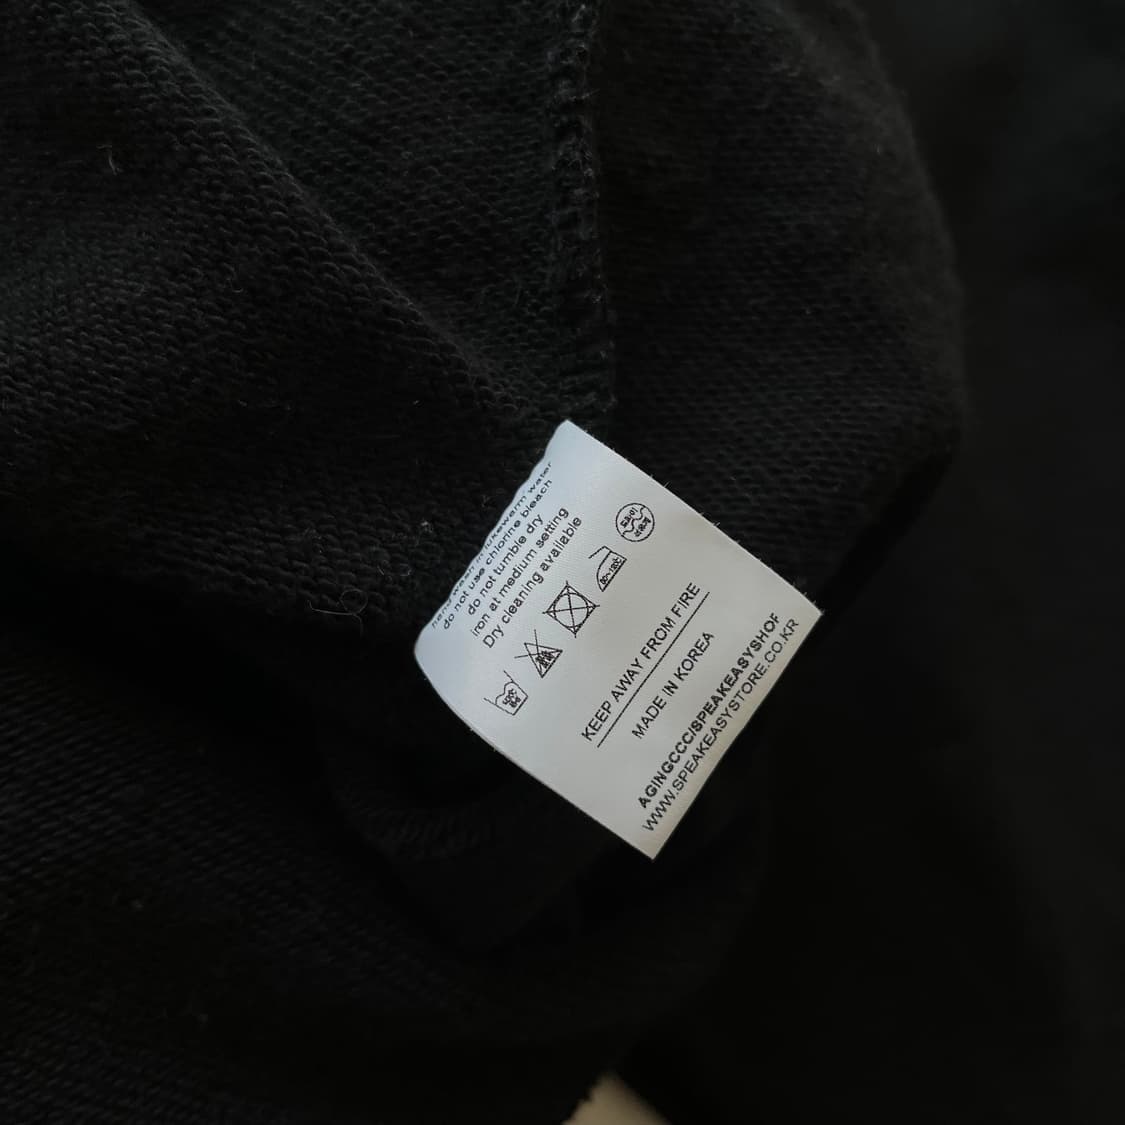 hand wash in lukewarm water
do not use chlorine bleach
do not tumble dry
iron at medium setting
Dry cleaning available
KEEP AWAY FROM FIRE
MADE IN KOREA
AGINGCCC/SPEAKEASYSHOP
WWW.SPEAKEASYSTORE.CO.KR